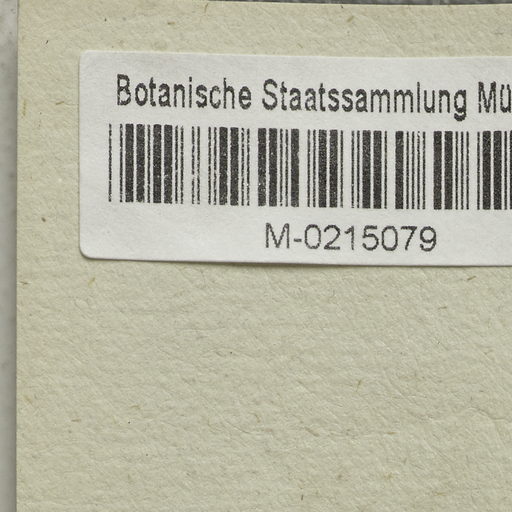 Botanische Staatssammlung Mü
M-0215079